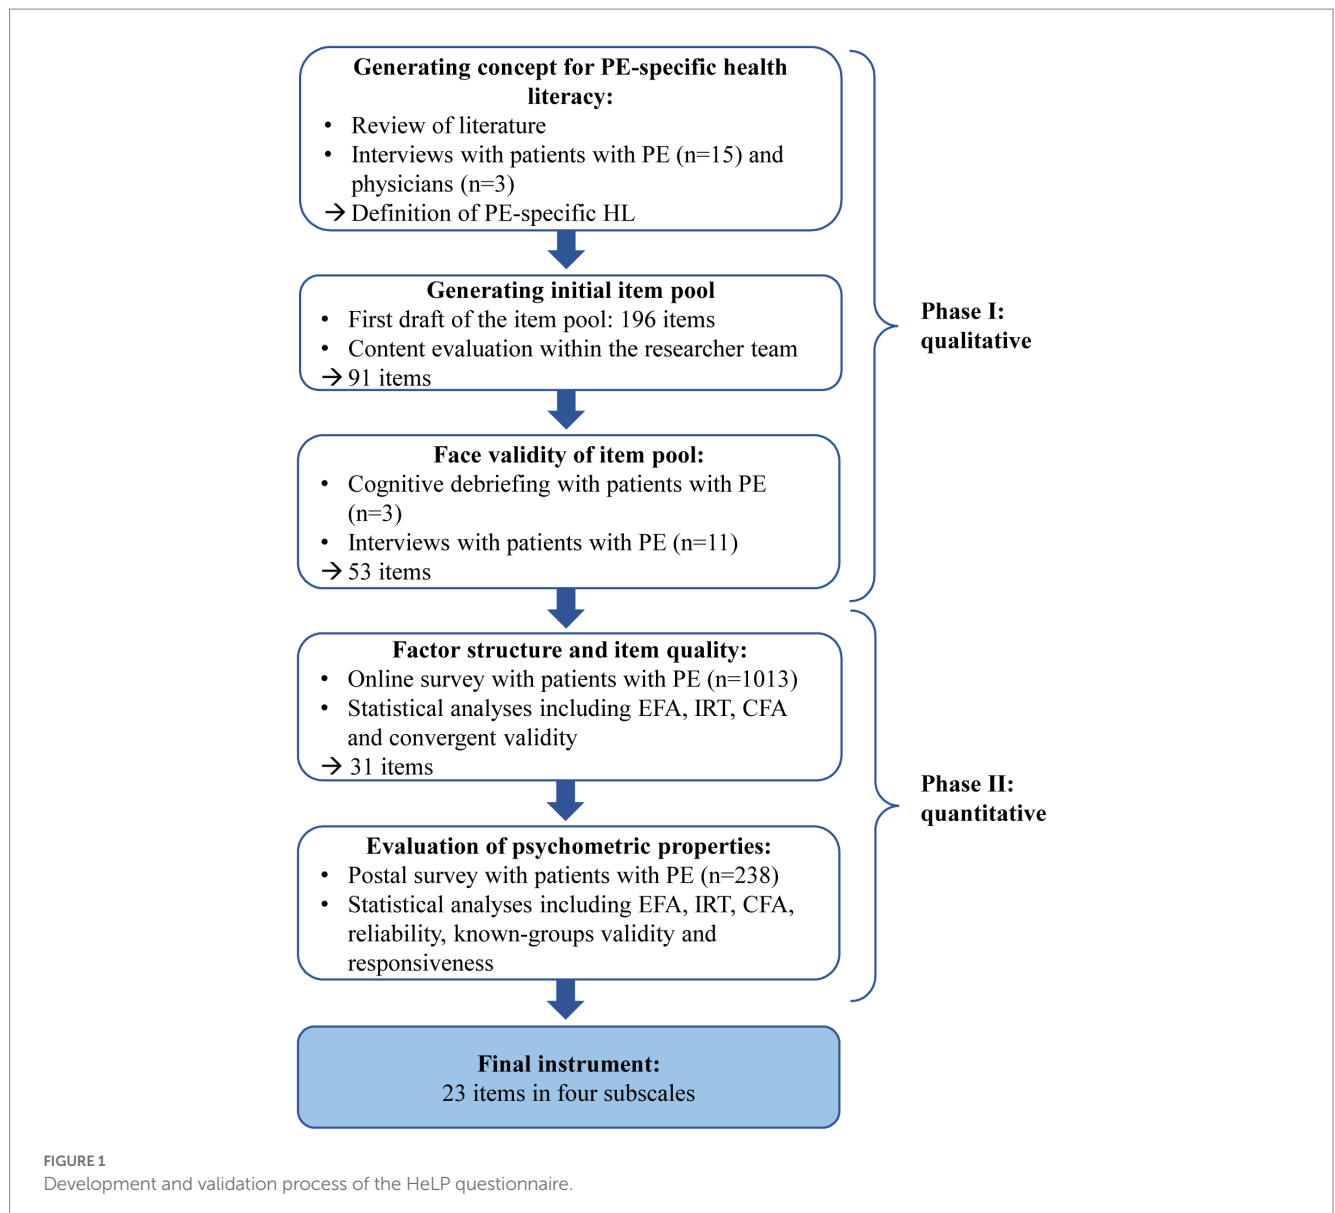 Generating concept for PE-specific health
literacy:
• Review of literature
• Interviews with patients with PE (n=15) and
physicians (n=3)
→ Definition of PE-specific HL
Generating initial item pool
• First draft of the item pool: 196 items
• Content evaluation within the researcher team
→ 91 items
Face validity of item pool:
• Cognitive debriefing with patients with PE
(n=3)
• Interviews with patients with PE (n=11)
→ 53 items
Phase I:
qualitative
Factor structure and item quality:
• Online survey with patients with PE (n=1013)
• Statistical analyses including EFA, IRT, CFA
and convergent validity
→ 31 items
Evaluation of psychometric properties:
• Postal survey with patients with PE (n=238)
• Statistical analyses including EFA, IRT, CFA,
reliability, known-groups validity and
responsiveness
Phase II:
quantitative
Final instrument:
23 items in four subscales
FIGURE 1
Development and validation process of the HeLP questionnaire.